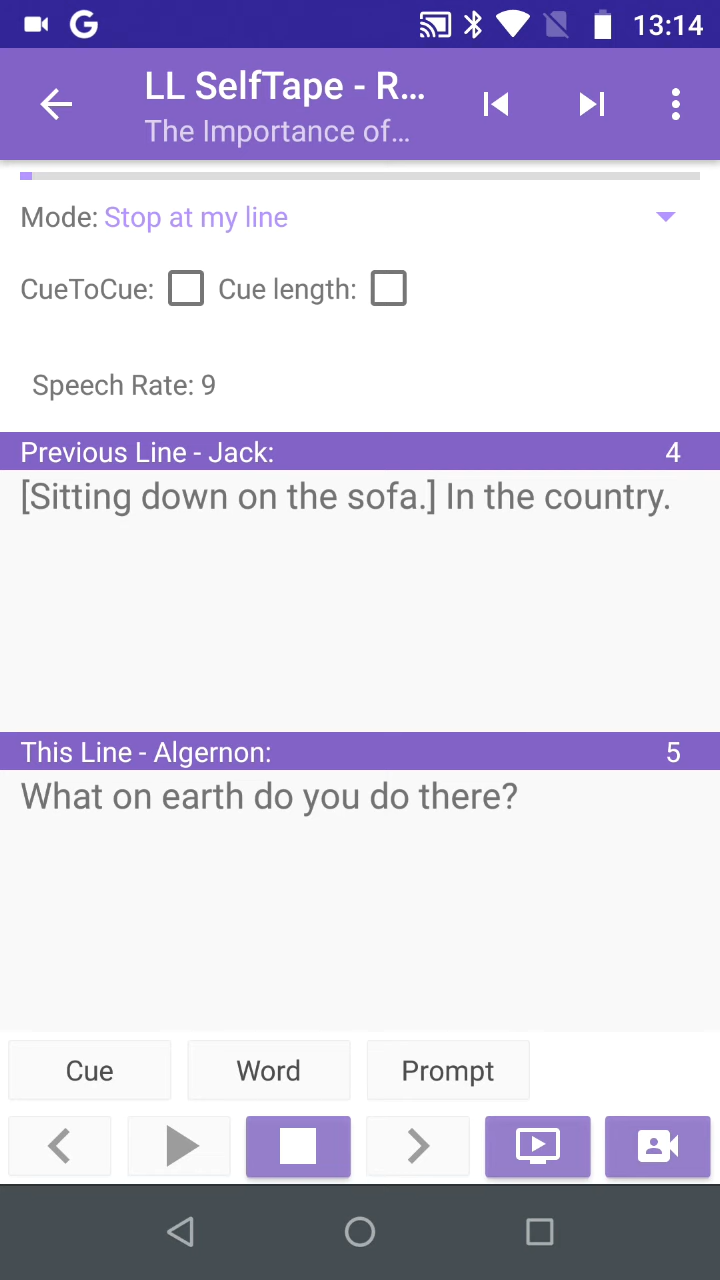 13:14
LL SelfTape - R...
The Importance of...
Mode: Stop at my line
CueToCue: Cue length:
Speech Rate: 9
Previous Line - Jack: 4
[Sitting down on the sofa.] In the country.
This Line - Algernon: 5
What on earth do you do there?
Cue Word Prompt